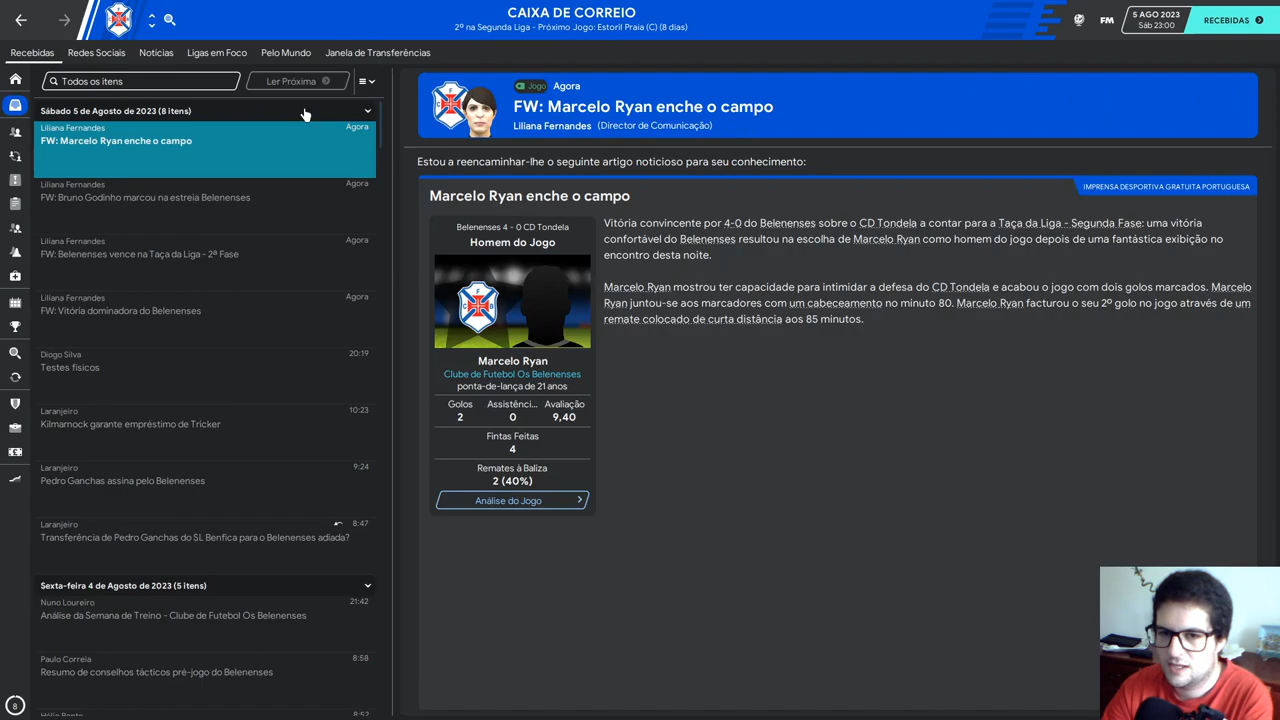 CAIXA DE CORREIO
2º na Segunda Liga - Próximo Jogo: Estoril Praia (C) (8 dias)
FM
5 AGO 2023
Sáb 23:00
RECEBIDAS
Recebidas
Redes Sociais
Notícias
Ligas em Foco
Pelo Mundo
Janela de Transferências
Todos os itens
Ler Próxima
Sábado 5 de Agosto de 2023 (8 itens)
Liliana Fernandes
Agora
FW: Marcelo Ryan enche o campo
Liliana Fernandes
Agora
FW: Bruno Godinho marcou na estreia Belenenses
Liliana Fernandes
Agora
FW: Belenenses vence na Taça da Liga - 2ª Fase
Liliana Fernandes
Agora
FW: Vitória dominadora do Belenenses
Diogo Silva
20:19
Testes físicos
Laranjeiro
10:23
Kilmarnock garante empréstimo de Tricker
Laranjeiro
9:24
Pedro Ganchas assina pelo Belenenses
Laranjeiro
8:47
Transferência de Pedro Ganchas do SL Benfica para o Belenenses adiada?
Sexta-feira 4 de Agosto de 2023 (5 itens)
Nuno Loureiro
21:42
Análise da Semana de Treino - Clube de Futebol Os Belenenses
Paulo Correia
8:58
Resumo de conselhos tácticos pré-jogo do Belenenses
8:52
8
Jogo
Agora
FW: Marcelo Ryan enche o campo
Liliana Fernandes (Director de Comunicação)
Estou a reencaminhar-lhe o seguinte artigo noticioso para seu conhecimento:
IMPRENSA DESPORTIVA GRATUITA PORTUGUESA
Marcelo Ryan enche o campo
Belenenses 4 - 0 CD Tondela
Homem do Jogo
Marcelo Ryan
Clube de Futebol Os Belenenses
ponta-de-lança de 21 anos
Golos
Assistênci...
Avaliação
2
0
9,40
Fintas Feitas
4
Remates à Baliza
2 (40%)
Análise do Jogo
Vitória convincente por 4-0 do Belenenses sobre o CD Tondela a contar para a Taça da Liga - Segunda Fase: uma vitória
confortável do Belenenses resultou na escolha de Marcelo Ryan como homem do jogo depois de uma fantástica exibição no
encontro desta noite.
Marcelo Ryan mostrou ter capacidade para intimidar a defesa do CD Tondela e acabou o jogo com dois golos marcados. Marcelo
Ryan juntou-se aos marcadores com um cabeceamento no minuto 80. Marcelo Ryan facturou o seu 2º golo no jogo através de um
remate colocado de curta distância aos 85 minutos.